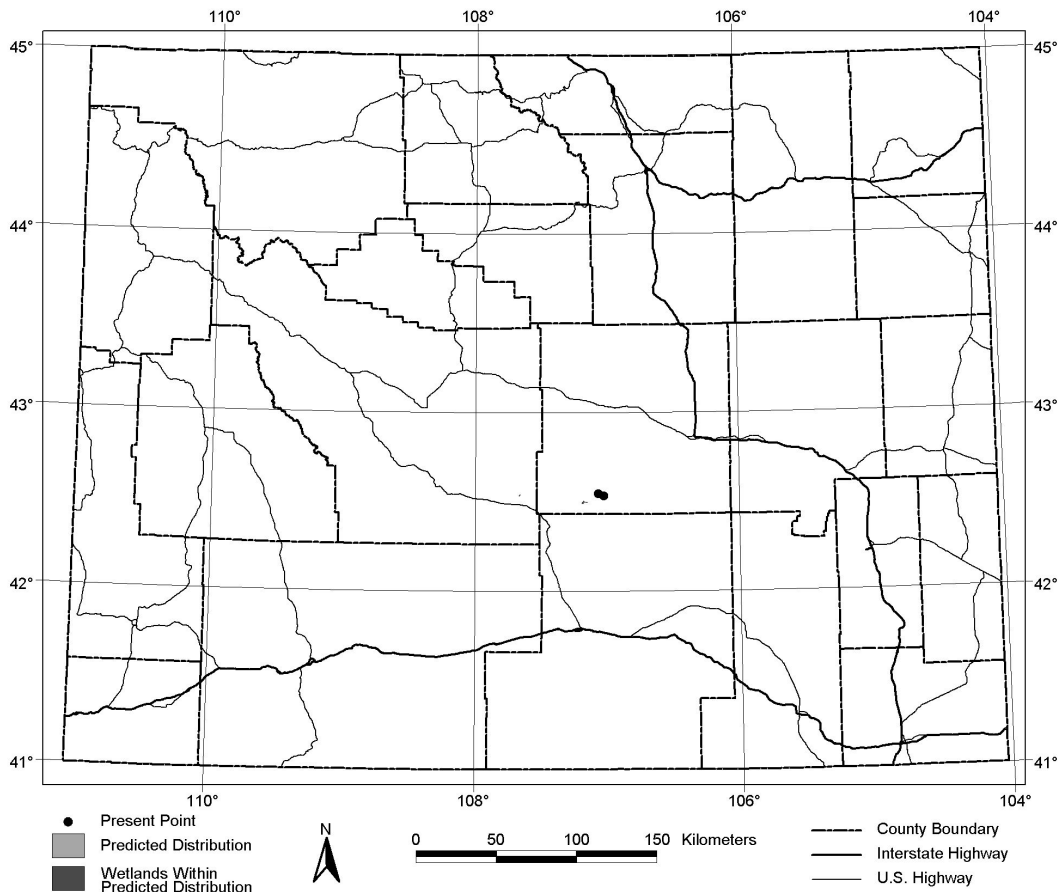 110° 108° 106° 104°
45° 45°
44° 44°
43° 43°
42° 42°
41° 41°
110° 108° 106° 104°
Present Point
Predicted Distribution
Wetlands Within
Predicted Distribution
N
0 50 100 150 Kilometers
County Boundary
Interstate Highway
U.S. Highway